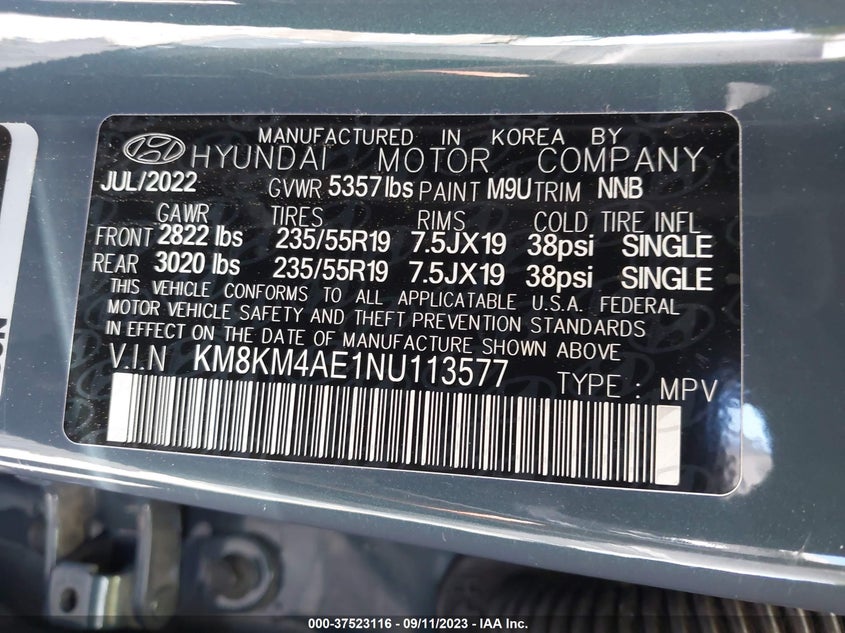 MANUFACTURED IN KOREA BY
HYUNDAI MOTOR COMPANY
JUL/2022 GVWR 5357lbs PAINT M9U TRIM NNB
GAWR TIRES RIMS COLD TIRE INFL
FRONT 2822 lbs 235/55R19 7.5JX19 38psi SINGLE
REAR 3020 lbs 235/55R19 7.5JX19 38psi SINGLE
THIS VEHICLE CONFORMS TO ALL APPLICATABLE U.S.A. FEDERAL
MOTOR VEHICLE SAFETY AND THEFT PREVENTION STANDARDS
IN EFFECT ON THE DATE OF MANUFACTURE SHOWN ABOVE
V.I.N KM8KM4AE1NU113577 TYPE : MPV
000-37523116 - 09/11/2023 - © IAA Inc.